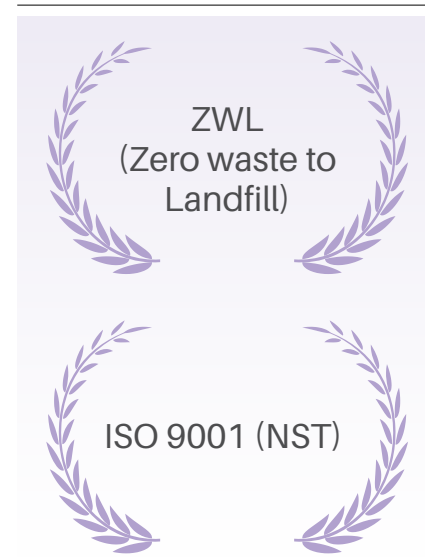 ZWL
(Zero waste to
Landfill)
ISO 9001 (NST)